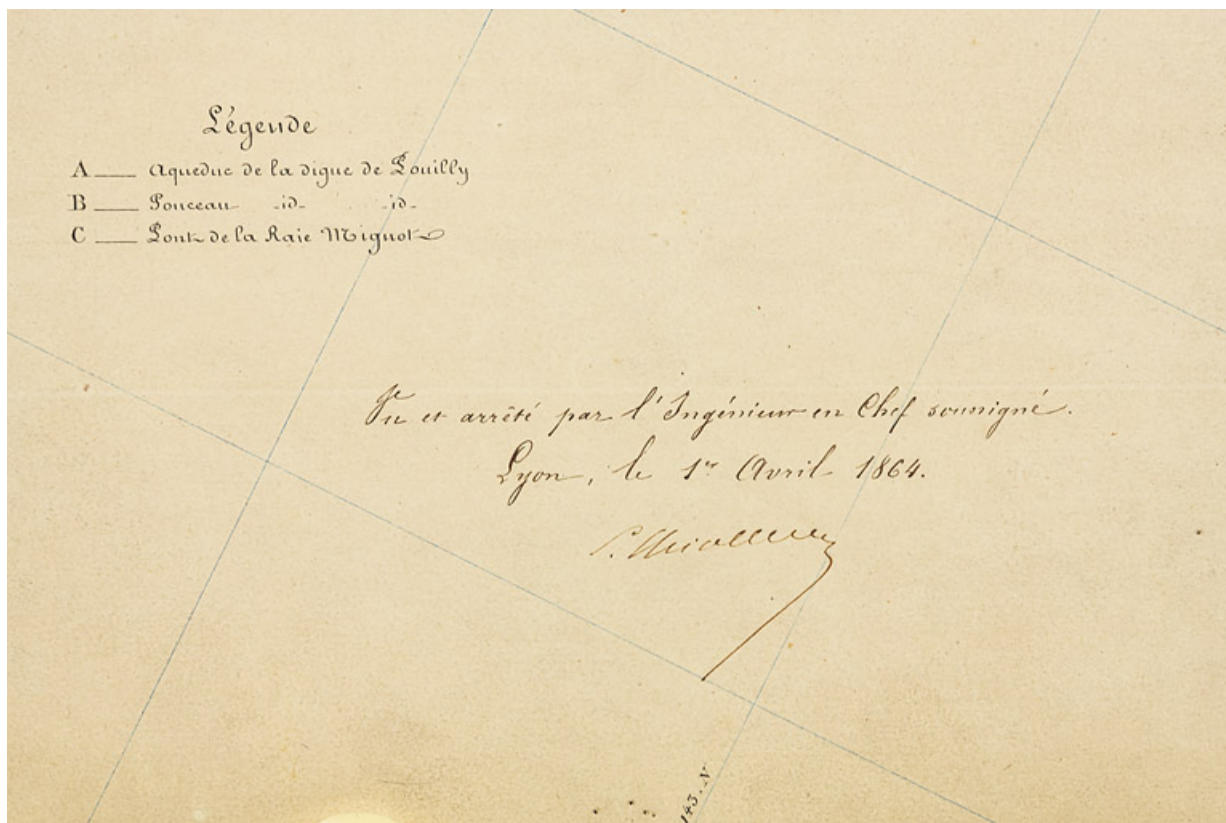 Légende
A ___ Aqueduc de la digue de Pouilly
B ___ Ponceau -id- -id-
C ___ Pont de la Raie Mignot
Vu et arrêté par l'Ingénieur en Chef soussigné.
Lyon, le 1er Avril 1864.
143. N